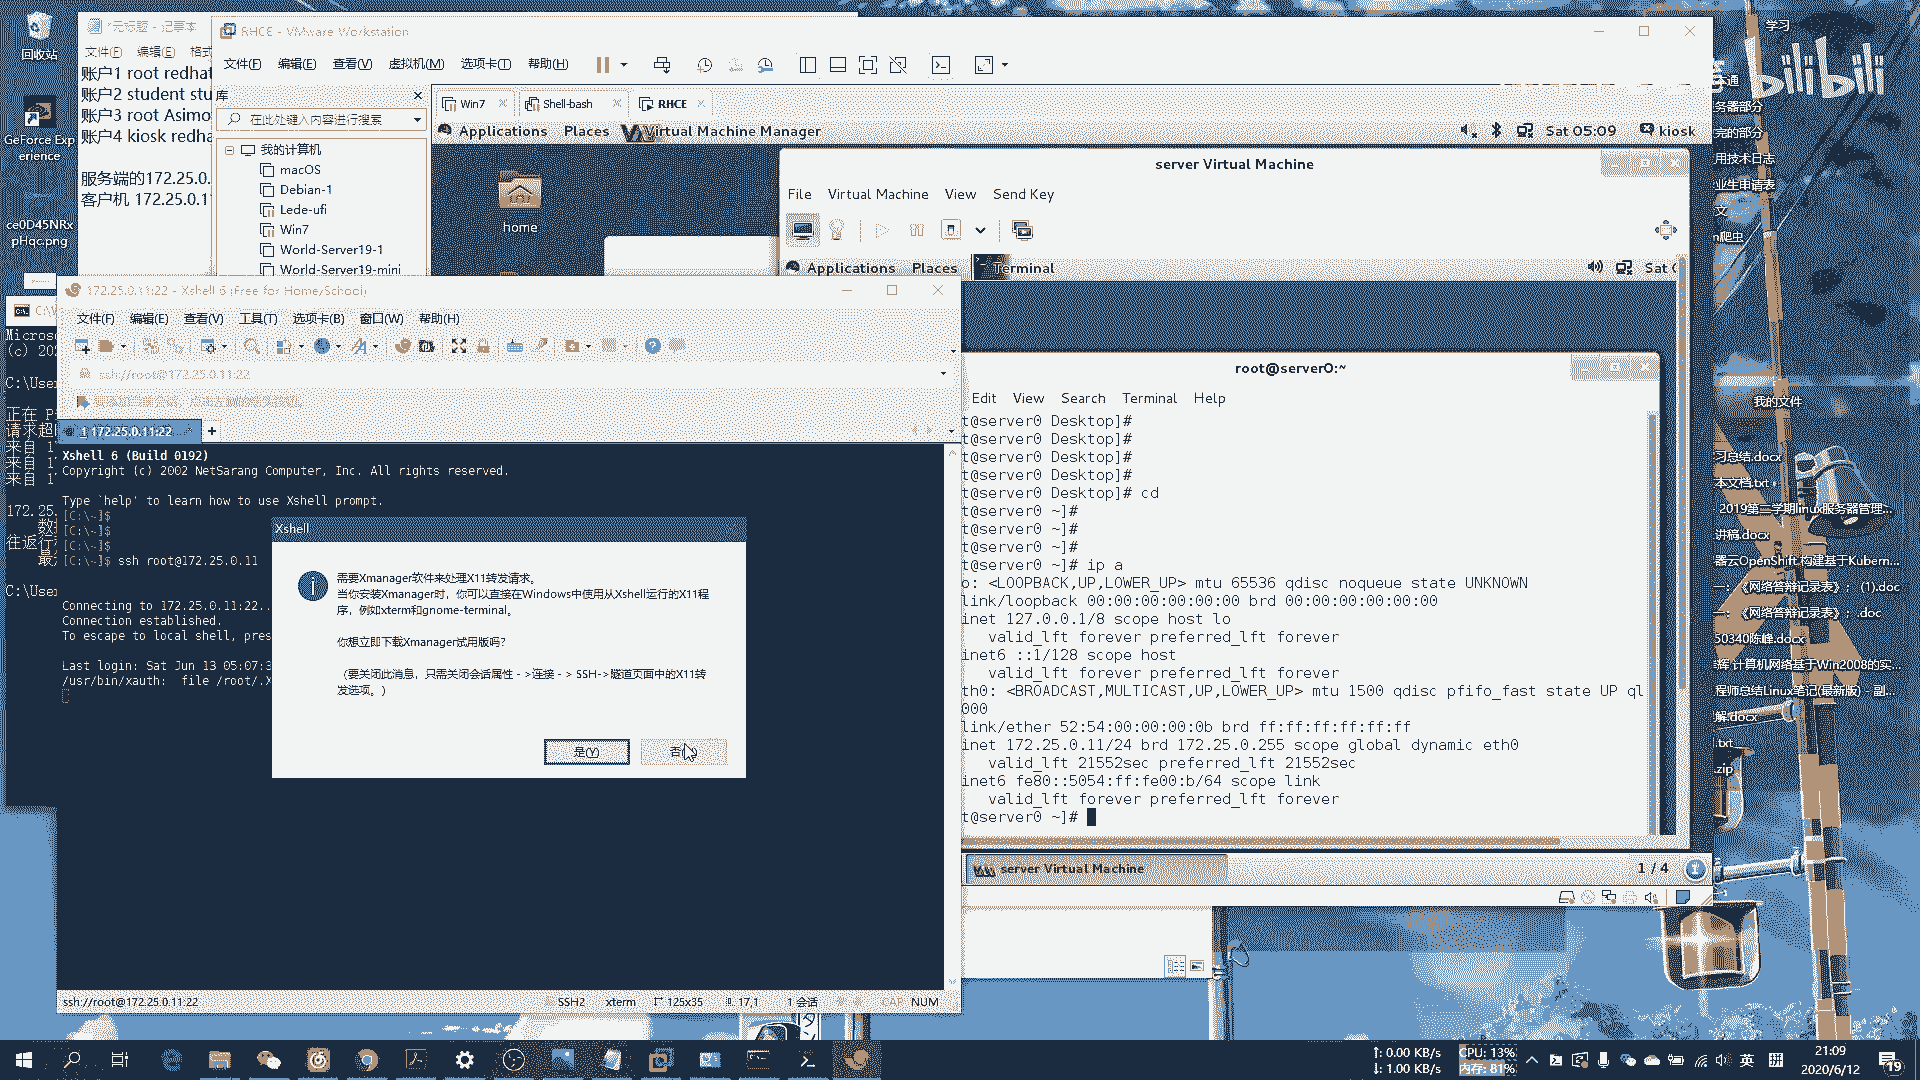 回收站
GeForce Exp
erience
ce0D45NRx
pHqc.png
*无标题 - 记事本
文件(F) 编辑(E) 格式
账户1 root redhat
账户2 student stu
账户3 root Asimo
账户4 kiosk redha
服务端的172.25.0.
客户机 172.25.0.1
RHCE - VMware Workstation
文件(F) 编辑(E) 查看(V) 虚拟机(M) 选项卡(T) 帮助(H)
库
在此处键入内容进行搜索
我的计算机
macOS
Debian-1
Lede-ufi
Win7
World-Server19-1
World-Server19-mini
Win7 Shell-bash RHCE
Applications Places Virtual Machine Manager
Sat 05:09 kiosk
home
server Virtual Machine
File Virtual Machine View Send Key
Applications Places Terminal
Sat
root@server0:~
Edit View Search Terminal Help
t@server0 Desktop]#
t@server0 Desktop]#
t@server0 Desktop]#
t@server0 Desktop]#
t@server0 Desktop]# cd
t@server0 ~]#
t@server0 ~]#
t@server0 ~]#
t@server0 ~]# ip a
o: <LOOPBACK,UP,LOWER_UP> mtu 65536 qdisc noqueue state UNKNOWN
link/loopback 00:00:00:00:00:00 brd 00:00:00:00:00:00
inet 127.0.0.1/8 scope host lo
valid_lft forever preferred_lft forever
inet6 ::1/128 scope host
valid_lft forever preferred_lft forever
th0: <BROADCAST,MULTICAST,UP,LOWER_UP> mtu 1500 qdisc pfifo_fast state UP ql
000
link/ether 52:54:00:00:00:0b brd ff:ff:ff:ff:ff:ff
inet 172.25.0.11/24 brd 172.25.0.255 scope global dynamic eth0
valid_lft 21552sec preferred_lft 21552sec
inet6 fe80::5054:ff:fe00:b/64 scope link
valid_lft forever preferred_lft forever
t@server0 ~]#
server Virtual Machine
1 / 4
172.25.0.11:22 - Xshell 6 (Free for Home/School)
文件(F) 编辑(E) 查看(V) 工具(T) 选项卡(B) 窗口(W) 帮助(H)
ssh://root@172.25.0.11:22
1 172.25.0.11:22
Xshell 6 (Build 0192)
Copyright (c) 2002 NetSarang Computer, Inc. All rights reserved.
Type `help' to learn how to use Xshell prompt.
[C:\~]$
[C:\~]$
[C:\~]$
[C:\~]$ ssh root@172.25.0.11
Connecting to 172.25.0.11:22..
Connection established.
To escape to local shell, pres
Last login: Sat Jun 13 05:07:3
/usr/bin/xauth: file /root/.X
Xshell
需要Xmanager软件来处理X11转发请求。
当你安装Xmanager时，你可以直接在Windows中使用从Xshell运行的X11程
序，例如xterm和gnome-terminal。
你想立即下载Xmanager试用版吗?
（要关闭此消息，只需关闭会话属性 - >连接 - > SSH->隧道页面中的X11转
发选项。）
是(Y)
ssh://root@172.25.0.11:22
SSH2 xterm 125x35 17,1 1 会话 CAP NUM
Micros
(c) 20
C:\Use
正在 P
请求超
来自 1
来自 1
来自 1
172.25.
数
往返行
最
C:\Use
bilibili
学习
务器部分
完的部分
用技术日志
业生申请表
爬虫
我的文件
习总结.docx
本文档.txt
2019第二学期linux服务器管理...
讲稿.docx
器云OpenShift 构建基于Kubern...
一：《网络答辩记录表》；(1).doc
一：《网络答辩记录表》；.doc
50340陈峰.docx
辉 计算机网络基于Win2008的实...
程师总结Linux笔记(最新版) - 副...
解.docx
.txt
.zip
↑: 0.00 KB/s
↓: 1.00 KB/s
CPU: 13%
内存: 81%
英
21:09
2020/6/12
19